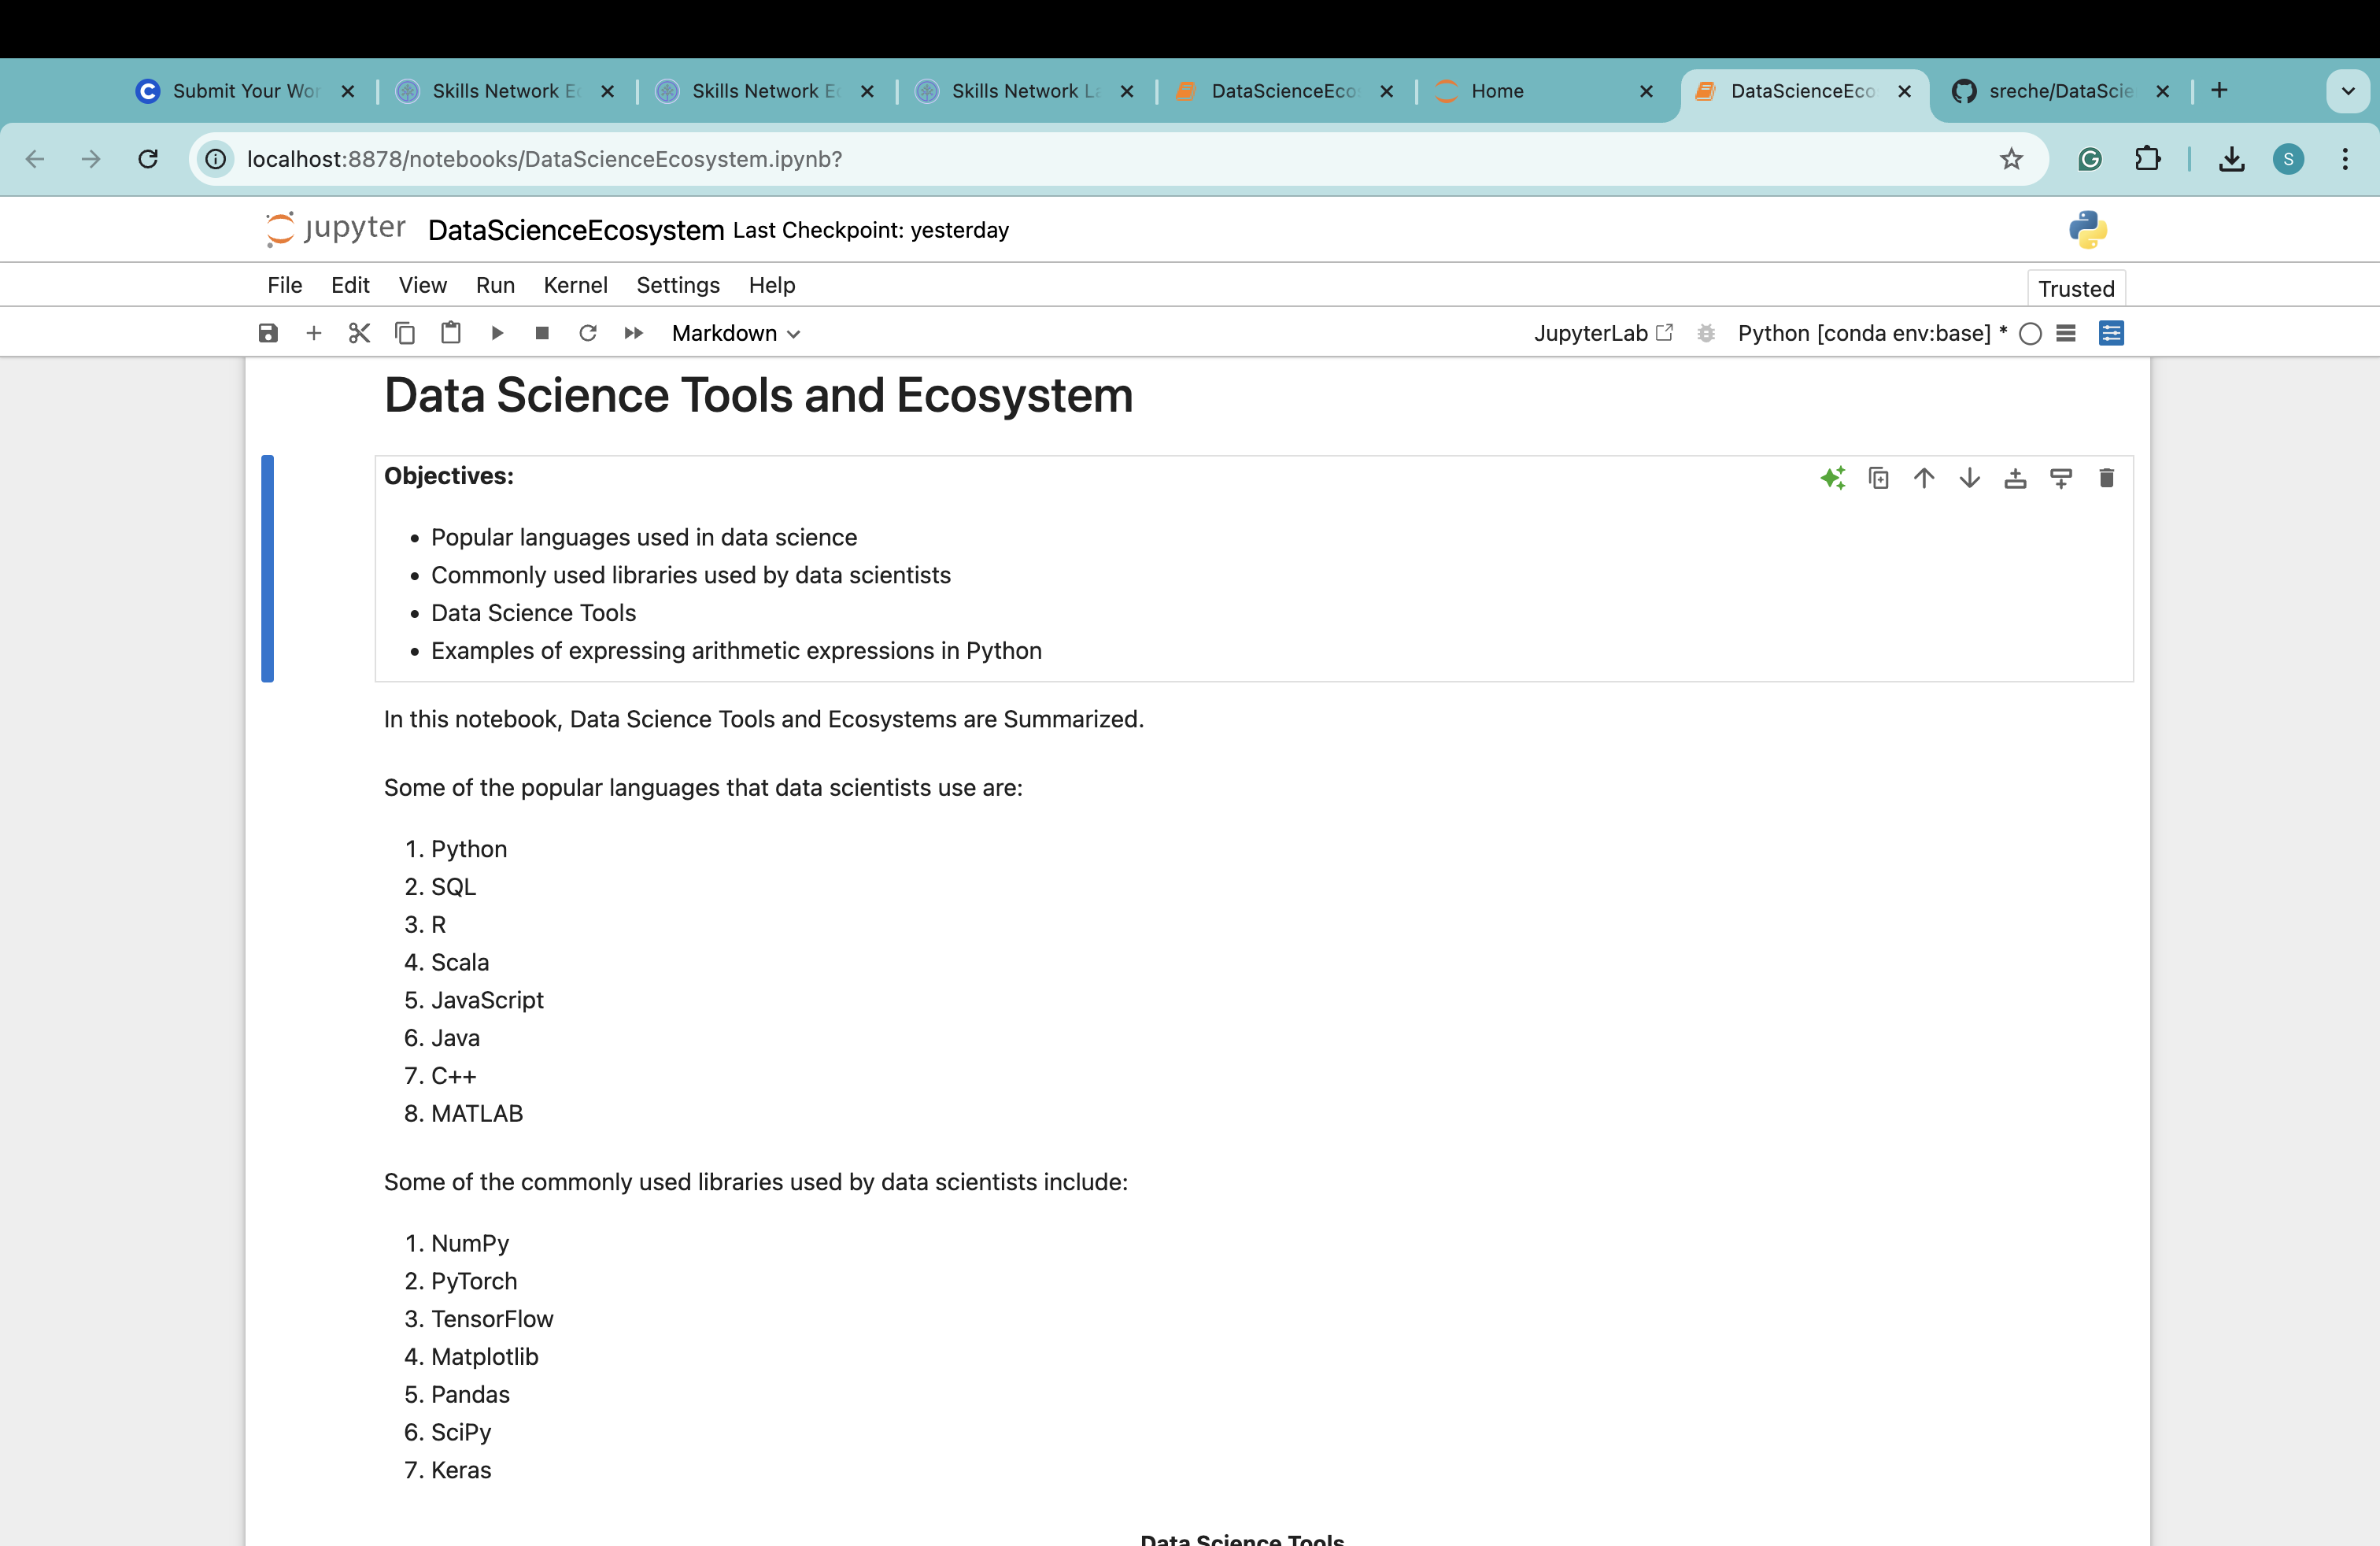 Submit Your Wor
Skills Network E
Skills Network E
Skills Network La
DataScienceEco
Home
DataScienceEco
sreche/DataScie
localhost:8878/notebooks/DataScienceEcosystem.ipynb?
S
jupyter DataScienceEcosystem Last Checkpoint: yesterday
File Edit View Run Kernel Settings Help
Trusted
Markdown
JupyterLab
Python [conda env:base] *
Data Science Tools and Ecosystem
Objectives:
• Popular languages used in data science
• Commonly used libraries used by data scientists
• Data Science Tools
• Examples of expressing arithmetic expressions in Python
In this notebook, Data Science Tools and Ecosystems are Summarized.
Some of the popular languages that data scientists use are:
1. Python
2. SQL
3. R
4. Scala
5. JavaScript
6. Java
7. C++
8. MATLAB
Some of the commonly used libraries used by data scientists include:
1. NumPy
2. PyTorch
3. TensorFlow
4. Matplotlib
5. Pandas
6. SciPy
7. Keras
Data Science Tools